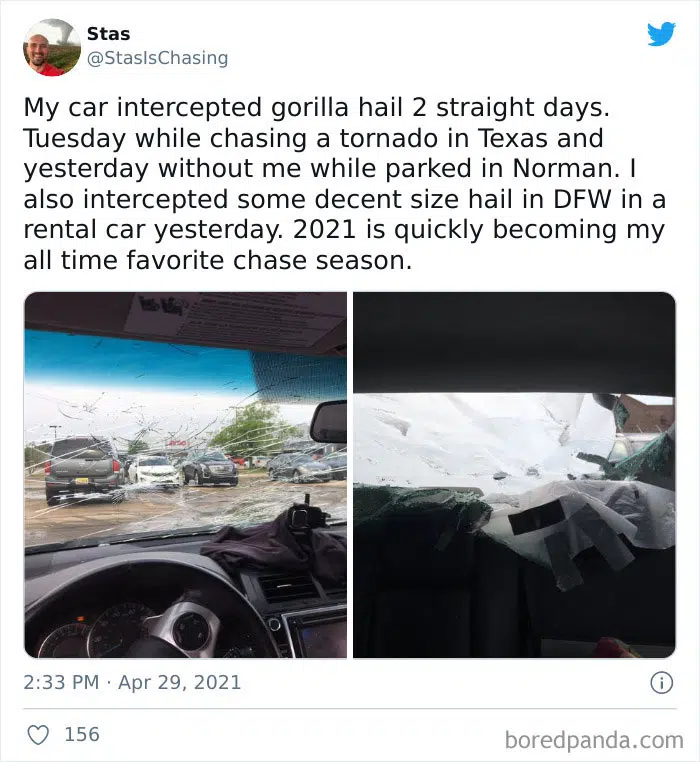 Stas
@StasIsChasing
My car intercepted gorilla hail 2 straight days.
Tuesday while chasing a tornado in Texas and
yesterday without me while parked in Norman. I
also intercepted some decent size hail in DFW in a
rental car yesterday. 2021 is quickly becoming my
all time favorite chase season.
2:33 PM · Apr 29, 2021
156
boredpanda.com